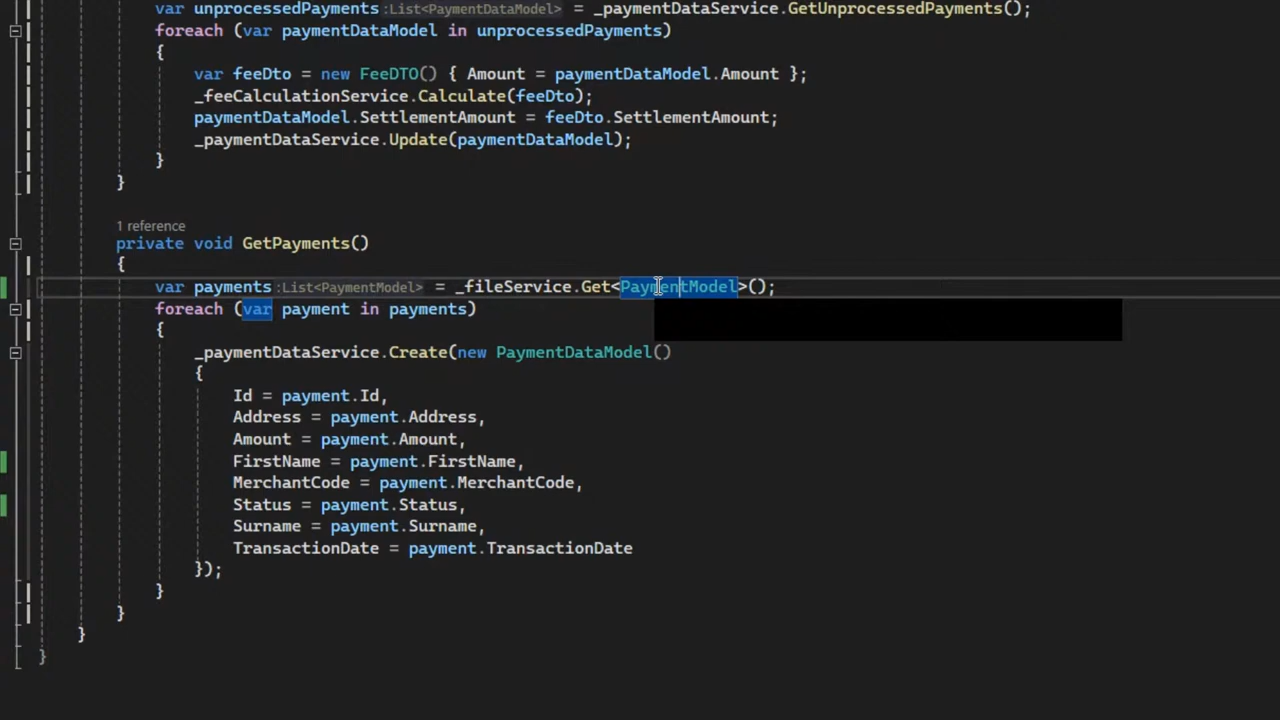 var unprocessedPayments :List<PaymentDataModel> = _paymentDataService.GetUnprocessedPayments();
foreach (var paymentDataModel in unprocessedPayments)
{
var feeDto = new FeeDTO() { Amount = paymentDataModel.Amount };
_feeCalculationService.Calculate(feeDto);
paymentDataModel.SettlementAmount = feeDto.SettlementAmount;
_paymentDataService.Update(paymentDataModel);
}
}
1 reference
private void GetPayments()
{
var payments :List<PaymentModel> = _fileService.Get<PaymentModel>();
foreach (var payment in payments)
{
_paymentDataService.Create(new PaymentDataModel()
{
Id = payment.Id,
Address = payment.Address,
Amount = payment.Amount,
FirstName = payment.FirstName,
MerchantCode = payment.MerchantCode,
Status = payment.Status,
Surname = payment.Surname,
TransactionDate = payment.TransactionDate
});
}
}
}
}